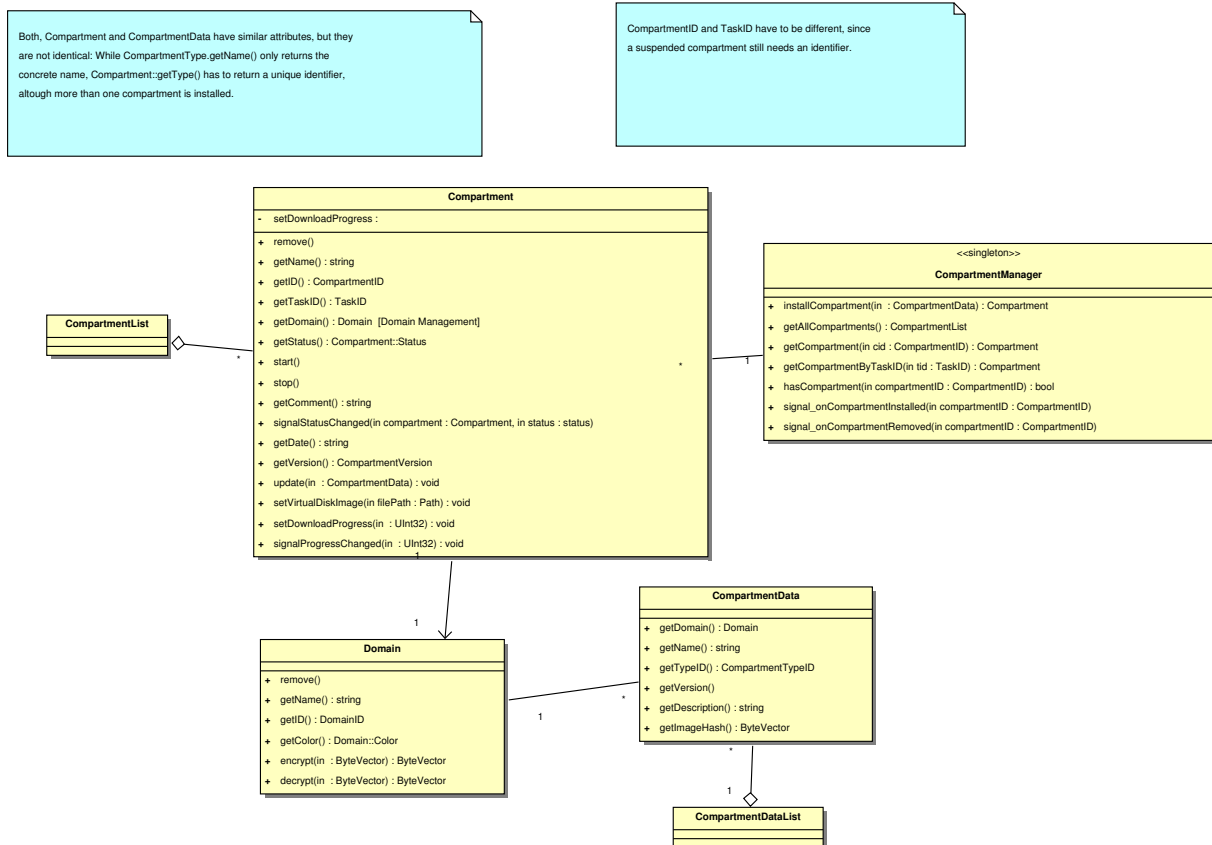 Both, Compartment and CompartmentData have similar attributes, but they
are not identical: While CompartmentType.getName() only returns the
concrete name, Compartment::getType() has to return a unique identifier,
altough more than one compartment is installed.
CompartmentID and TaskID have to be different, since
a suspended compartment still needs an identifier.
Compartment
- setDownloadProgress :
+ remove()
+ getName() : string
+ getID() : CompartmentID
+ getTaskID() : TaskID
+ getDomain() : Domain [Domain Management]
+ getStatus() : Compartment::Status
+ start()
+ stop()
+ getComment() : string
+ signalStatusChanged(in compartment : Compartment, in status : status)
+ getDate() : string
+ getVersion() : CompartmentVersion
+ update(in : CompartmentData) : void
+ setVirtualDiskImage(in filePath : Path) : void
+ setDownloadProgress(in : UInt32) : void
+ signalProgressChanged(in : UInt32) : void
CompartmentList
*
*
1
<<singleton>>
CompartmentManager
+ installCompartment(in : CompartmentData) : Compartment
+ getAllCompartments() : CompartmentList
+ getCompartment(in cid : CompartmentID) : Compartment
+ getCompartmentByTaskID(in tid : TaskID) : Compartment
+ hasCompartment(in compartmentID : CompartmentID) : bool
+ signal_onCompartmentInstalled(in compartmentID : CompartmentID)
+ signal_onCompartmentRemoved(in compartmentID : CompartmentID)
1
1
Domain
+ remove()
+ getName() : string
+ getID() : DomainID
+ getColor() : Domain::Color
+ encrypt(in : ByteVector) : ByteVector
+ decrypt(in : ByteVector) : ByteVector
1
*
CompartmentData
+ getDomain() : Domain
+ getName() : string
+ getTypeID() : CompartmentTypeID
+ getVersion()
+ getDescription() : string
+ getImageHash() : ByteVector
*
1
CompartmentDataList